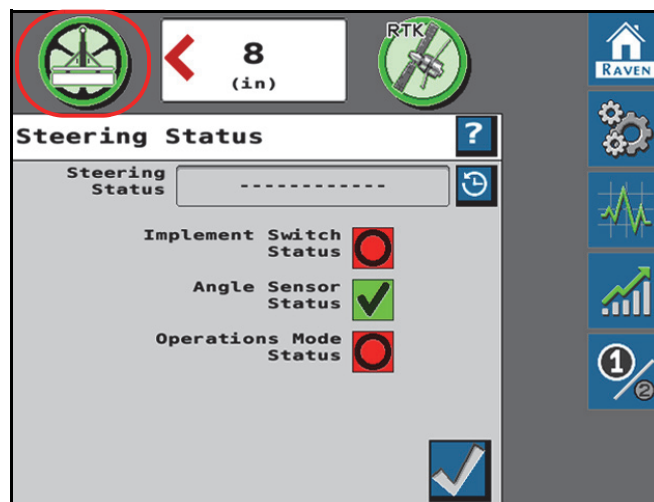 8
(in)
RTK
RAVEN
Steering Status
?
Steering
Status
------------
Implement Switch
Status
Angle Sensor
Status
Operations Mode
Status
1/2